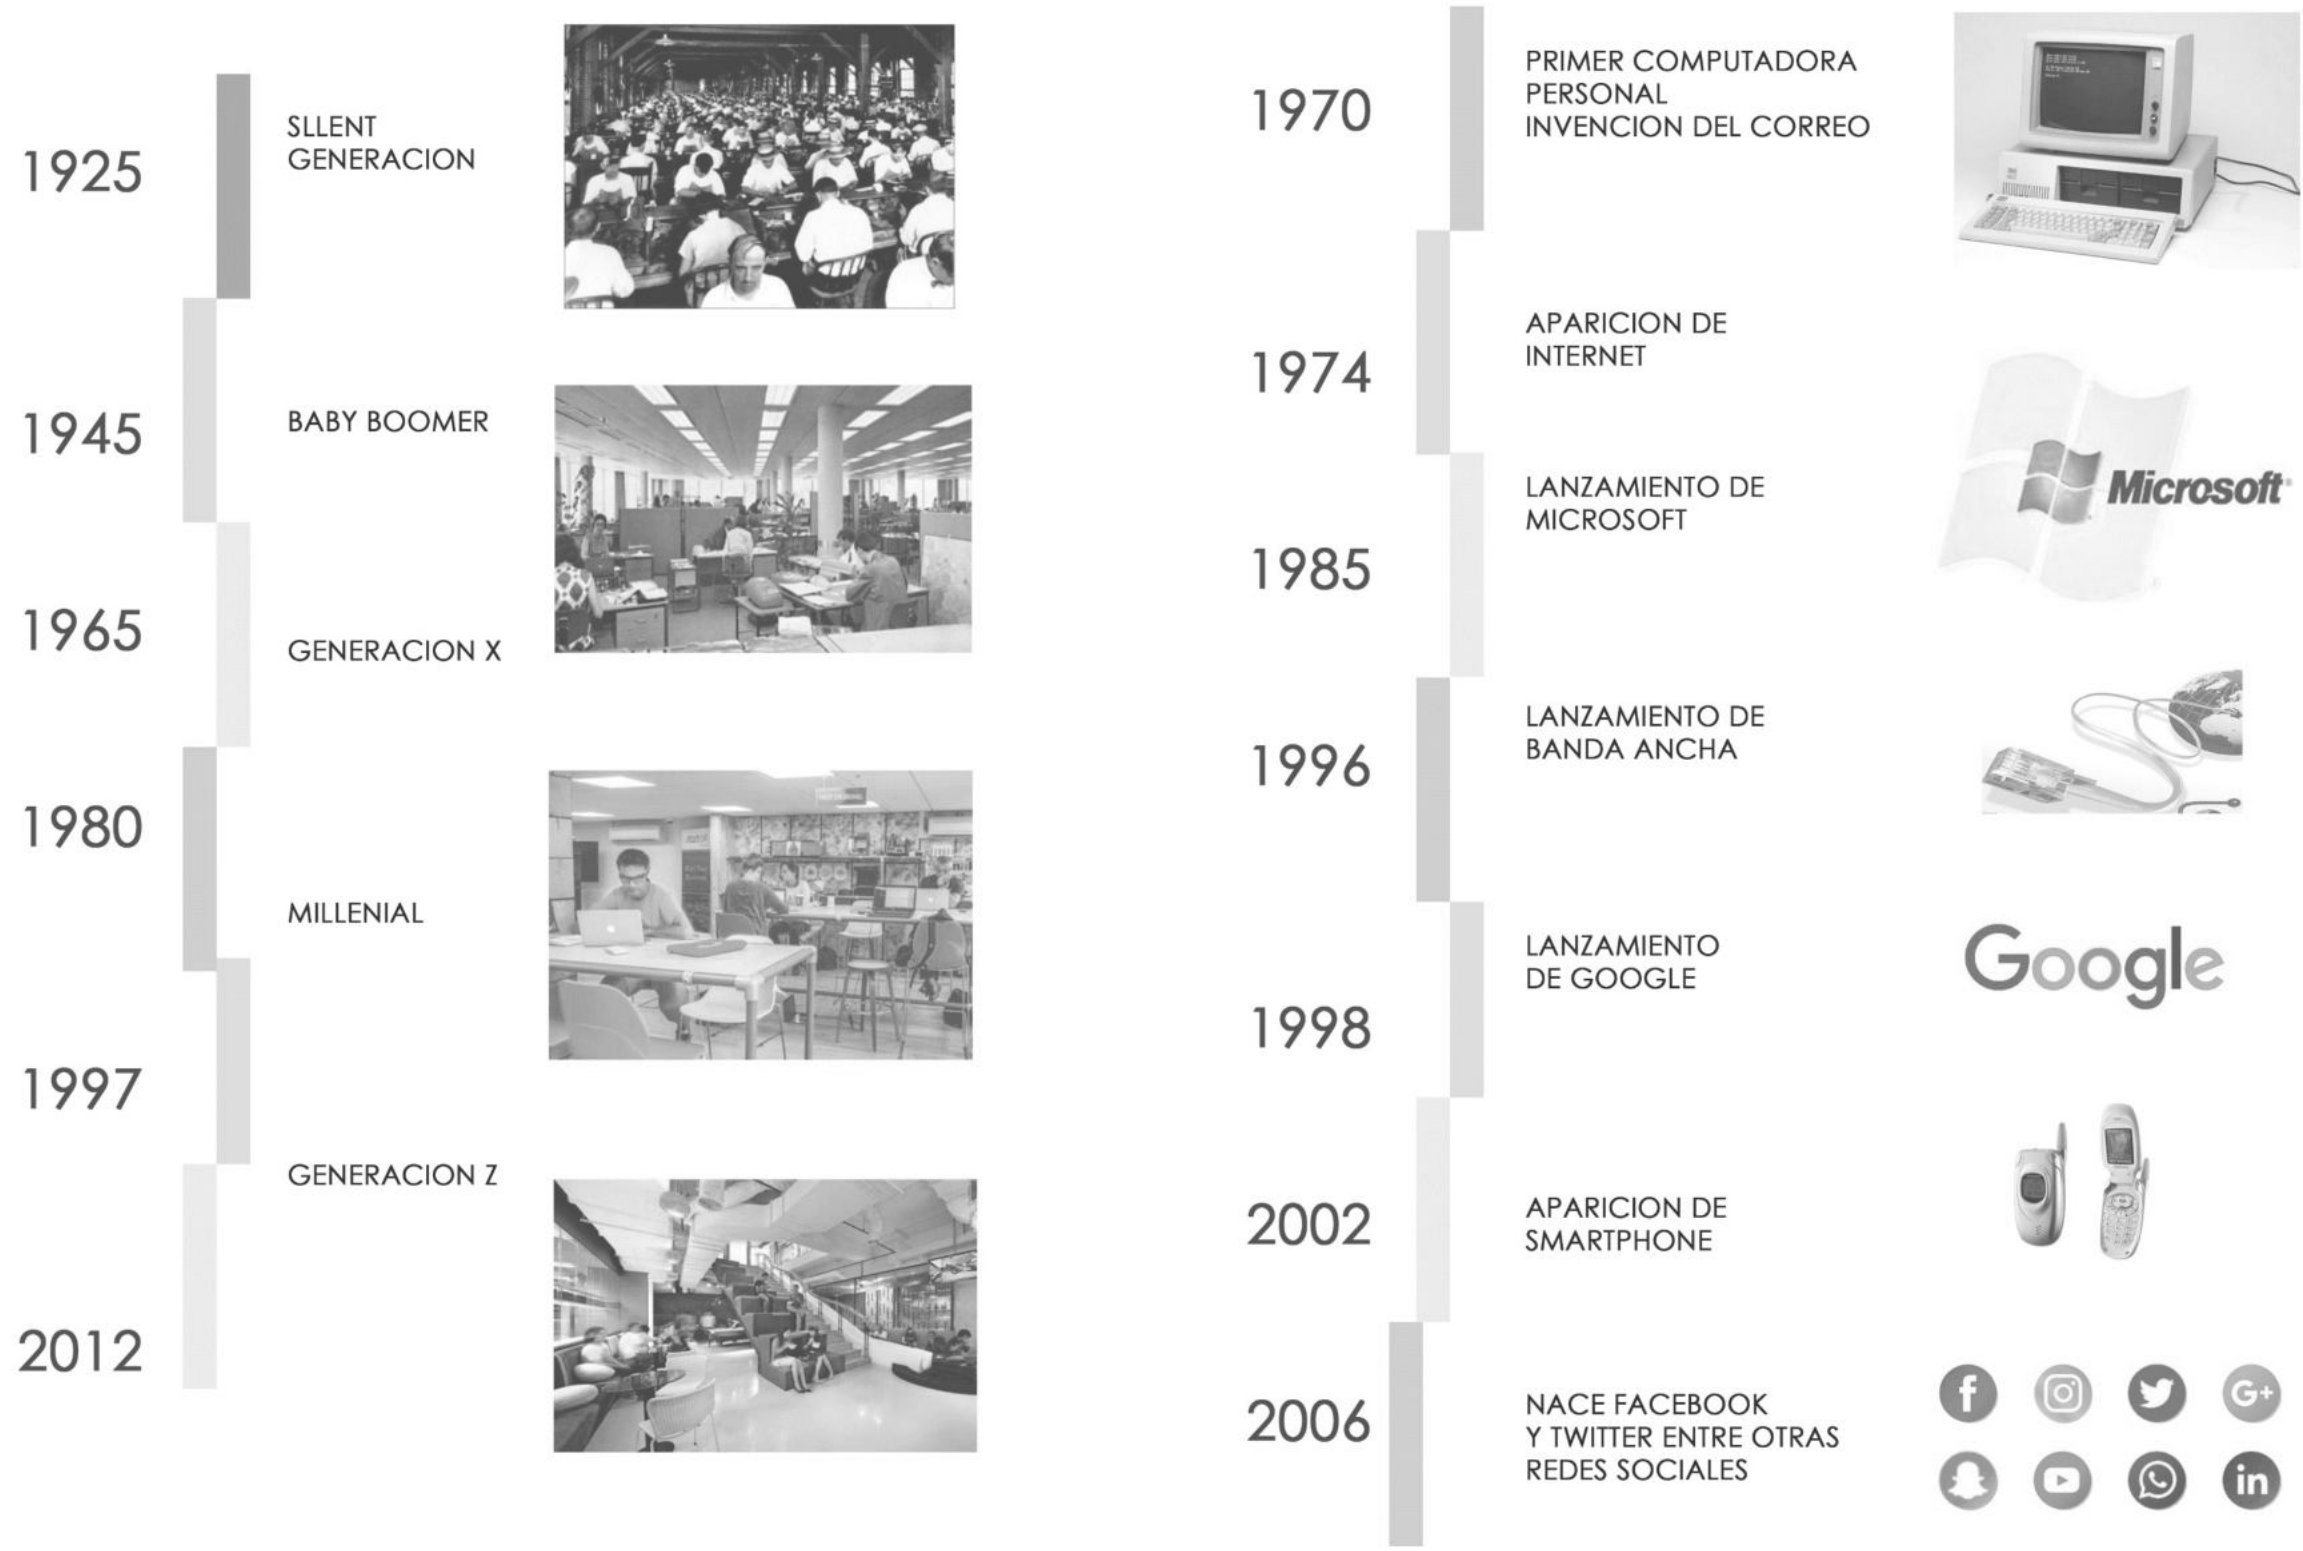 1925
SLLENT
GENERACION
1945
BABY BOOMER
1965
GENERACION X
1980
MILLENIAL
1997
GENERACION Z
2012
1970
PRIMER COMPUTADORA
PERSONAL
INVENCION DEL CORREO
1974
APARICION DE
INTERNET
1985
LANZAMIENTO DE
MICROSOFT
Microsoft
1996
LANZAMIENTO DE
BANDA ANCHA
1998
LANZAMIENTO
DE GOOGLE
Google
2002
APARICION DE
SMARTPHONE
2006
NACE FACEBOOK
Y TWITTER ENTRE OTRAS
REDES SOCIALES
f
G+
in